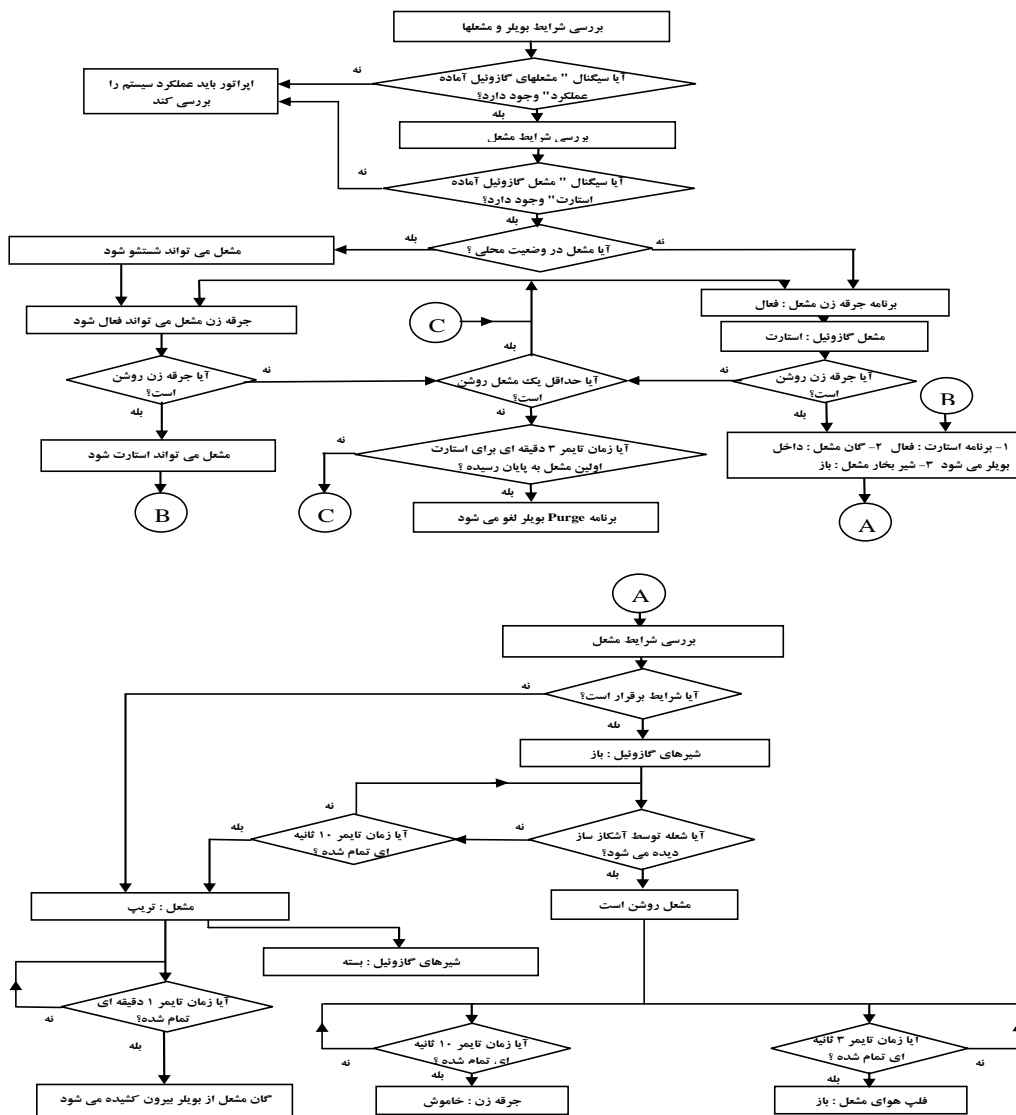 بررسی شرایط بویلر و مشعلها
آیا سیگنال " مشعلهای گازوئیل آماده
عملکرد" وجود دارد؟
نه
اپراتور باید عملکرد سیستم را
بررسی کند
بله
بررسی شرایط مشعل
آیا سیگنال " مشعل گازوئیل آماده
استارت" وجود دارد؟
نه
بله
آیا مشعل در وضعیت محلی ؟
نه
بله
مشعل می تواند شستشو شود
برنامه جرقه زن مشعل : فعال
جرقه زن مشعل می تواند فعال شود
C
مشعل گازوئیل : استارت
بله
آیا جرقه زن روشن
است؟
نه
آیا حداقل یک مشعل روشن
است؟
نه
آیا جرقه زن روشن
است؟
نه
بله
بله
B
مشعل می تواند استارت شود
آیا زمان تایمر ۳ دقیقه ای برای استارت
اولین مشعل به پایان رسیده ؟
نه
بله
۱- برنامه استارت : فعال ۲- گان مشعل : داخل
بویلر می شود ۳- شیر بخار مشعل : باز
B
C
برنامه Purge بویلر لغو می شود
A
A
بررسی شرایط مشعل
آیا شرایط برقرار است؟
نه
بله
شیرهای گازوئیل : باز
آیا شعله توسط آشکاز ساز
دیده می شود؟
نه
بله
آیا زمان تایمر ۱۰ ثانیه
ای تمام شده ؟
نه
بله
مشعل روشن است
مشعل : تریپ
شیرهای گازوئیل : بسته
آیا زمان تایمر ۱ دقیقه ای
تمام شده؟
نه
بله
گان مشعل از بویلر بیرون کشیده می شود
آیا زمان تایمر ۱۰ ثانیه
ای تمام شده ؟
نه
بله
جرقه زن : خاموش
آیا زمان تایمر ۳ ثانیه
ای تمام شده ؟
نه
بله
فلپ هوای مشعل : باز